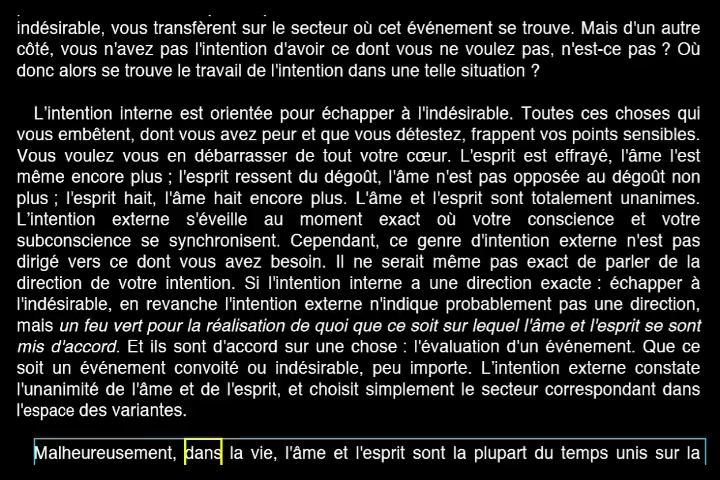 indésirable, vous transfèrent sur le secteur où cet événement se trouve. Mais d'un autre
côté, vous n'avez pas l'intention d'avoir ce dont vous ne voulez pas, n'est-ce pas ? Où
donc alors se trouve le travail de l'intention dans une telle situation ?
L'intention interne est orientée pour échapper à l'indésirable. Toutes ces choses qui
vous embêtent, dont vous avez peur et que vous détestez, frappent vos points sensibles.
Vous voulez vous en débarrasser de tout votre cœur. L'esprit est effrayé, l'âme l'est
même encore plus ; l'esprit ressent du dégoût, l'âme n'est pas opposée au dégoût non
plus ; l'esprit hait, l'âme hait encore plus. L'âme et l'esprit sont totalement unanimes.
L'intention externe s'éveille au moment exact où votre conscience et votre
subconscience se synchronisent. Cependant, ce genre d'intention externe n'est pas
dirigé vers ce dont vous avez besoin. Il ne serait même pas exact de parler de la
direction de votre intention. Si l'intention interne a une direction exacte : échapper à
l'indésirable, en revanche l'intention externe n'indique probablement pas une direction,
mais un feu vert pour la réalisation de quoi que ce soit sur lequel l'âme et l'esprit se sont
mis d'accord. Et ils sont d'accord sur une chose : l'évaluation d'un événement. Que ce
soit un événement convoité ou indésirable, peu importe. L'intention externe constate
l'unanimité de l'âme et de l'esprit, et choisit simplement le secteur correspondant dans
l'espace des variantes.
Malheureusement, dans la vie, l'âme et l'esprit sont la plupart du temps unis sur la